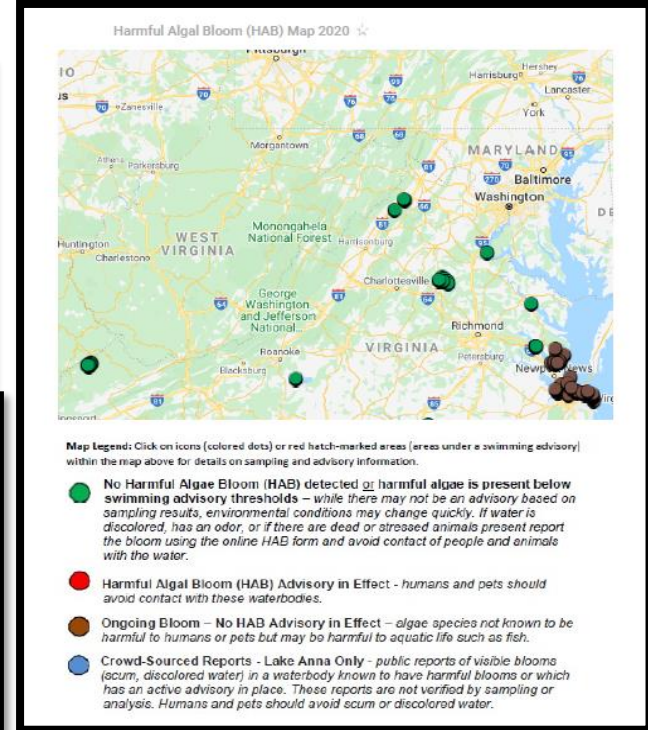 Harmful Algal Bloom (HAB) Map 2020 ☆
Pittsburgh
Hershey
Harrisburg
Lancaster
Zanesville
York
Morgantown
MARYLAND
Athens
Parkersburg
Baltimore
Washington
Monongahela
National Forest
Harrisonburg
WEST
VIRGINIA
Huntington
Charleston
Charlottesville
George
Washington
and Jefferson
National...
Richmond
Roanoke
VIRGINIA
Petersburg
Blacksburg
Map Legend: Click on icons (colored dots) or red hatch-marked areas (areas under a swimming advisory)
within the map above for details on sampling and advisory information.
No Harmful Algae Bloom (HAB) detected or harmful algae is present below
swimming advisory thresholds – while there may not be an advisory based on
sampling results, environmental conditions may change quickly. If water is
discolored, has an odor, or if there are dead or stressed animals present report
the bloom using the online HAB form and avoid contact of people and animals
with the water.
Harmful Algal Bloom (HAB) Advisory in Effect - humans and pets should
avoid contact with these waterbodies.
Ongoing Bloom – No HAB Advisory in Effect – algae species not known to be
harmful to humans or pets but may be harmful to aquatic life such as fish.
Crowd-Sourced Reports - Lake Anna Only - public reports of visible blooms
(scum, discolored water) in a waterbody known to have harmful blooms or which
has an active advisory in place. These reports are not verified by sampling or
analysis. Humans and pets should avoid scum or discolored water.